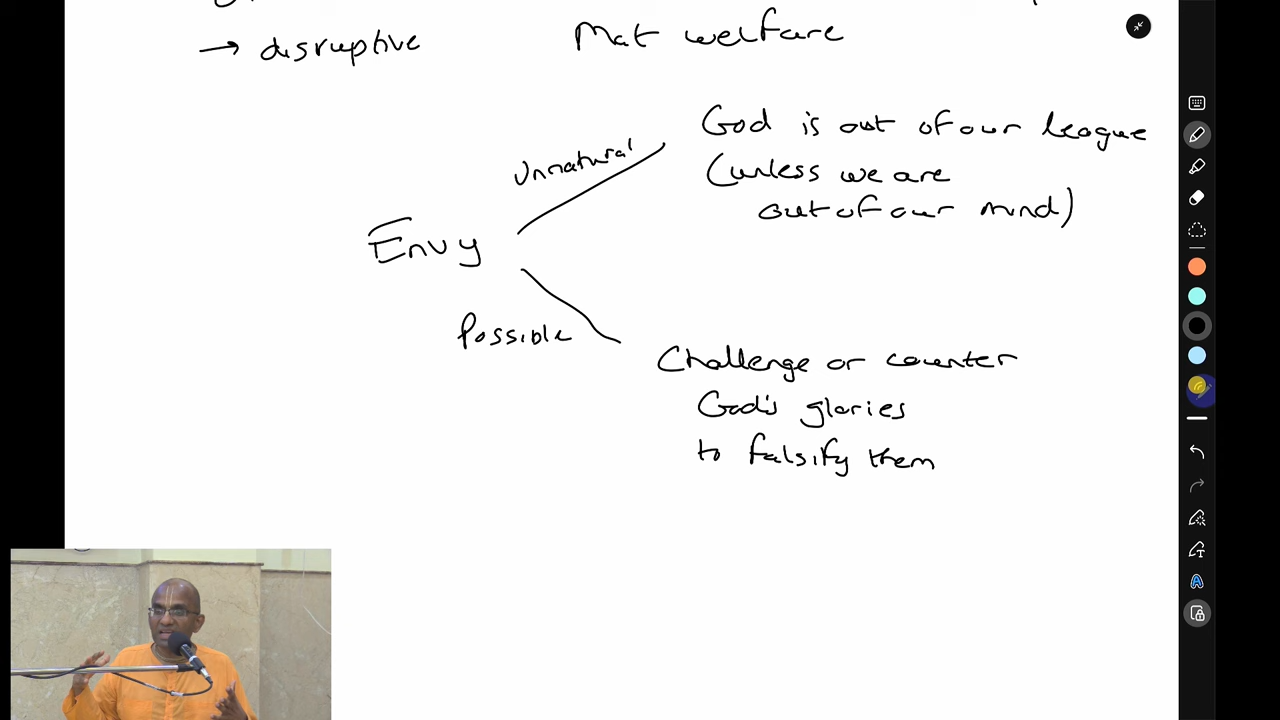 → disruptive
Mat welfare
Unnatural
God is out of our league
(unless we are
out of our mind)
Envy
Possible
Challenge or counter
God's glories
to falsify them